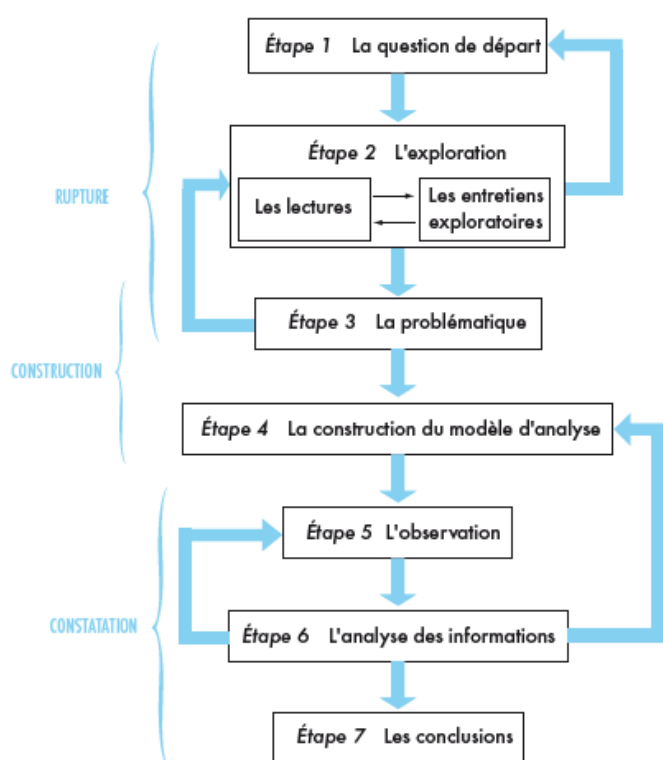 Étape 1 La question de départ
Étape 2 L'exploration
RUPTURE
Les lectures
Les entretiens
exploratoires
Étape 3 La problématique
CONSTRUCTION
Étape 4 La construction du modèle d'analyse
Étape 5 L'observation
CONSTATATION
Étape 6 L'analyse des informations
Étape 7 Les conclusions